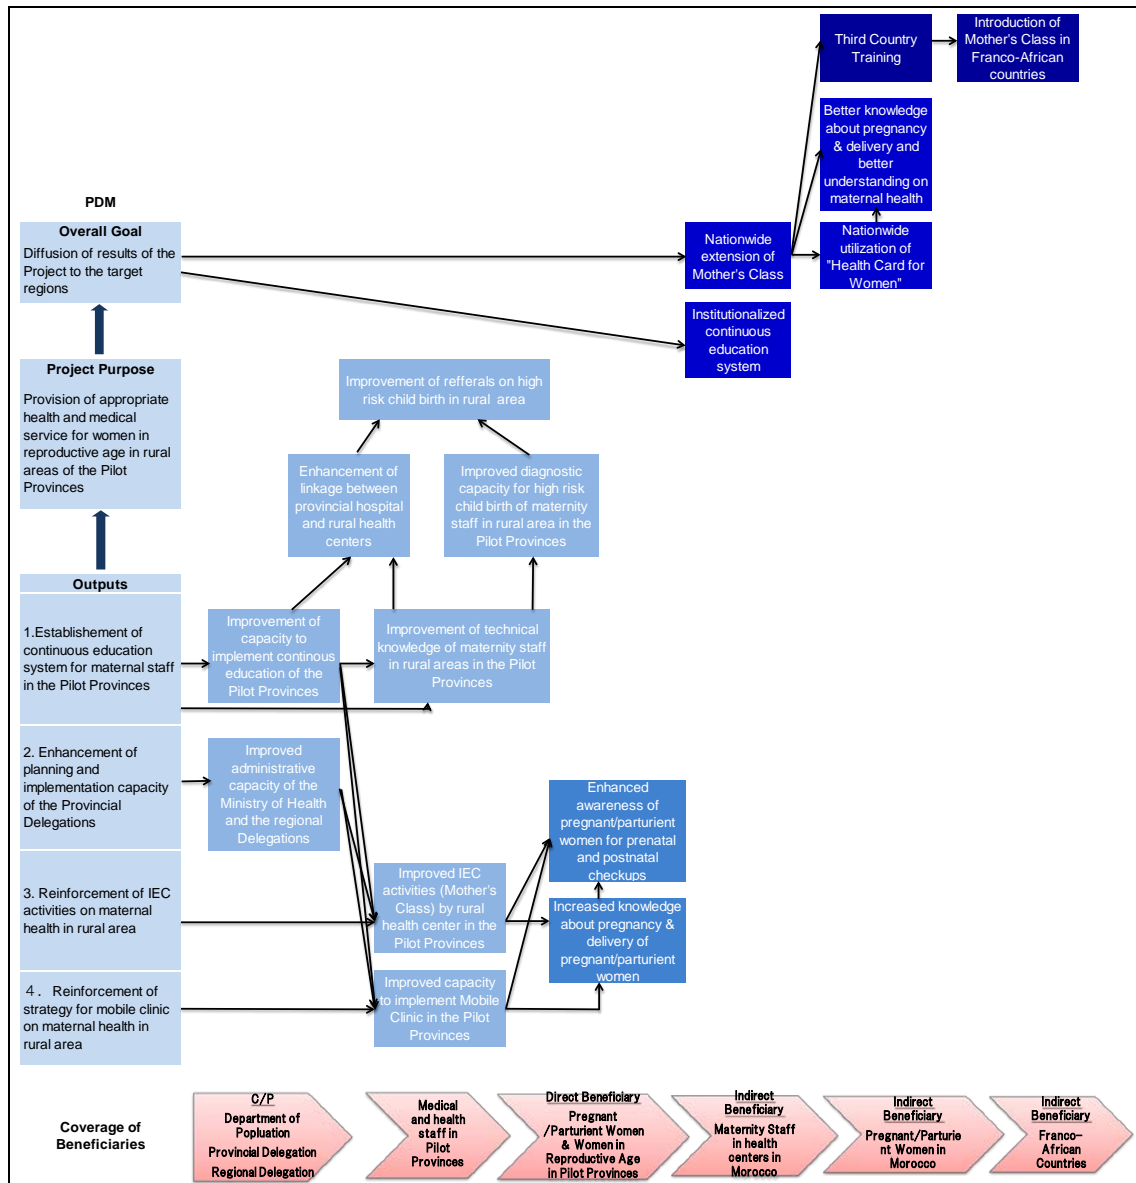 Third Country
Training
Introduction of
Mother's Class in
Franco-African
countries
Better knowledge
about pregnancy
& delivery and
better
understanding on
maternal health
PDM
Overall Goal
Diffusion of results of the
Project to the target
regions
Nationwide
extension of
Mother's Class
Nationwide
utilization of
"Health Card for
Women"
Institutionalized
continuous
education
system
Project Purpose
Provision of appropriate
health and medical
service for women in
reproductive age in rural
areas of the Pilot
Provinces
Improvement of refferals on high
risk child birth in rural area
Enhancement of
linkage between
provincial hospital
and rural health
centers
Improved diagnostic
capacity for high risk
child birth of maternity
staff in rural area in the
Pilot Provinces
Outputs
1.Establishement of
continuous education
system for maternal staff
in the Pilot Provinces
Improvement of
capacity to
implement continous
education of the
Pilot Provinces
Improvement of technical
knowledge of maternity staff
in rural areas in the Pilot
Provinces
2. Enhancement of
planning and
implementation capacity
of the Provincial
Delegations
Improved
administrative
capacity of the
Ministry of Health
and the regional
Delegations
Enhanced
awareness of
pregnant/parturient
women for prenatal
and postnatal
checkups
3. Reinforcement of IEC
activities on maternal
health in rural area
Improved IEC
activities (Mother's
Class) by rural
health center in the
Pilot Provinces
Increased knowledge
about pregnancy &
delivery of
pregnant/parturient
women
４． Reinforcement of
strategy for mobile clinic
on maternal health in
rural area
Improved capacity
to implement Mobile
Clinic in the Pilot
Provinces
Coverage of
Beneficiaries
C/P
Department of
Popluation
Provincial Delegation
Regional Delegation
Medical
and health
staff in
Pilot
Provinces
Direct Beneficiary
Pregnant
/Parturient Women
& Women in
Reproductive Age
in Pilot Provinces
Indirect
Beneficiary
Maternity Staff
in health
centers in
Morocco
Indirect
Beneficiary
Pregnant/Parturie
nt Women in
Morocco
Indirect
Beneficiary
Franco-
African
Countries